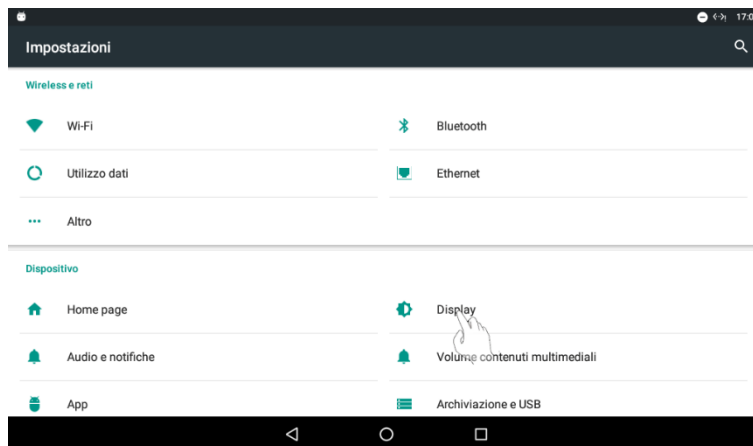 17:0
Impostazioni
Wireless e reti
Wi-Fi
Bluetooth
Utilizzo dati
Ethernet
Altro
Dispositivo
Home page
Display
Audio e notifiche
Volume contenuti multimediali
App
Archiviazione e USB